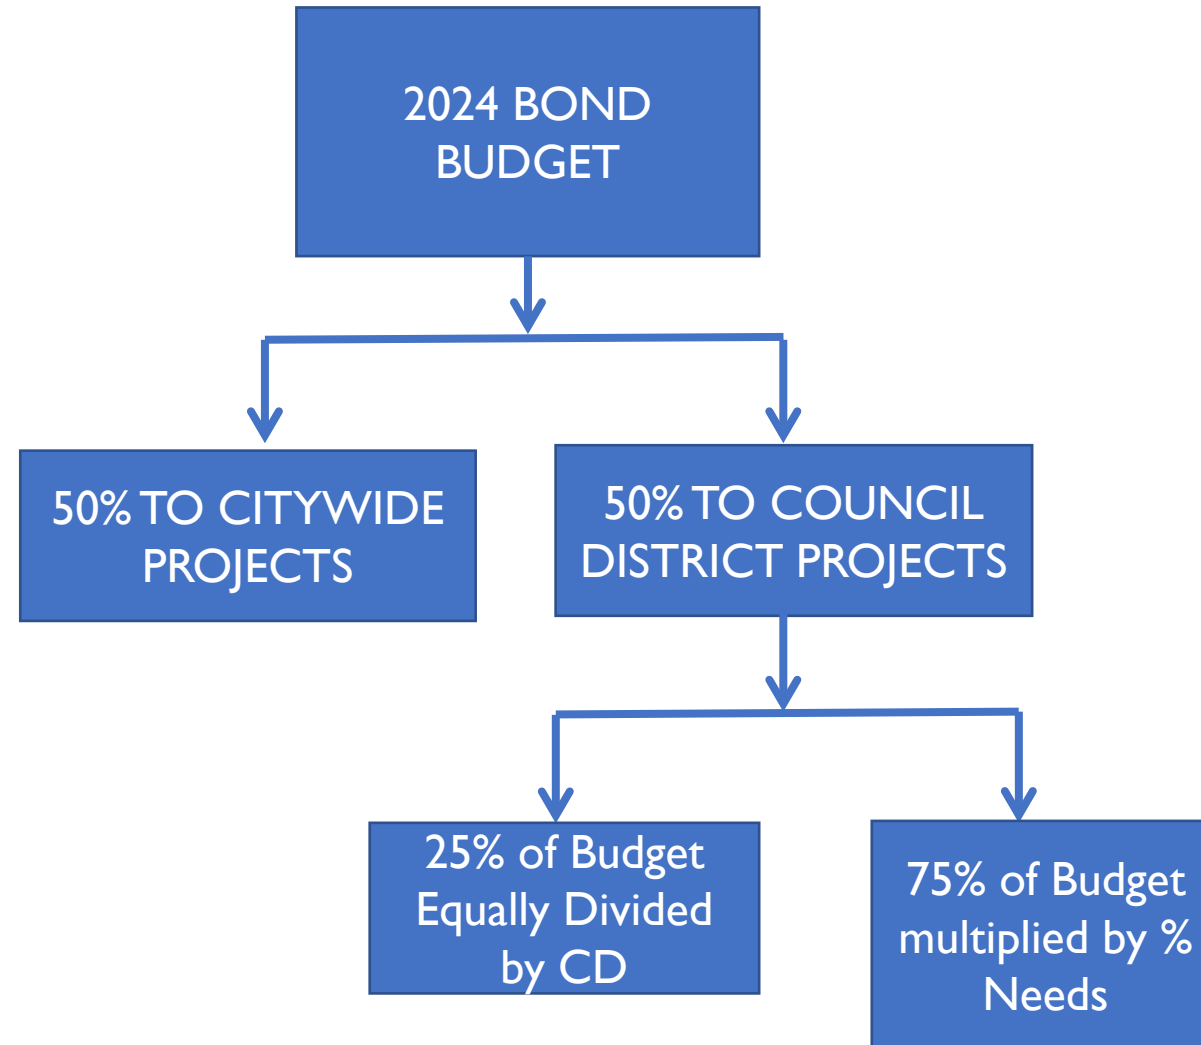 2024 BOND
BUDGET
50% TO CITYWIDE
PROJECTS
50% TO COUNCIL
DISTRICT PROJECTS
25% of Budget
Equally Divided
by CD
75% of Budget
multiplied by %
Needs